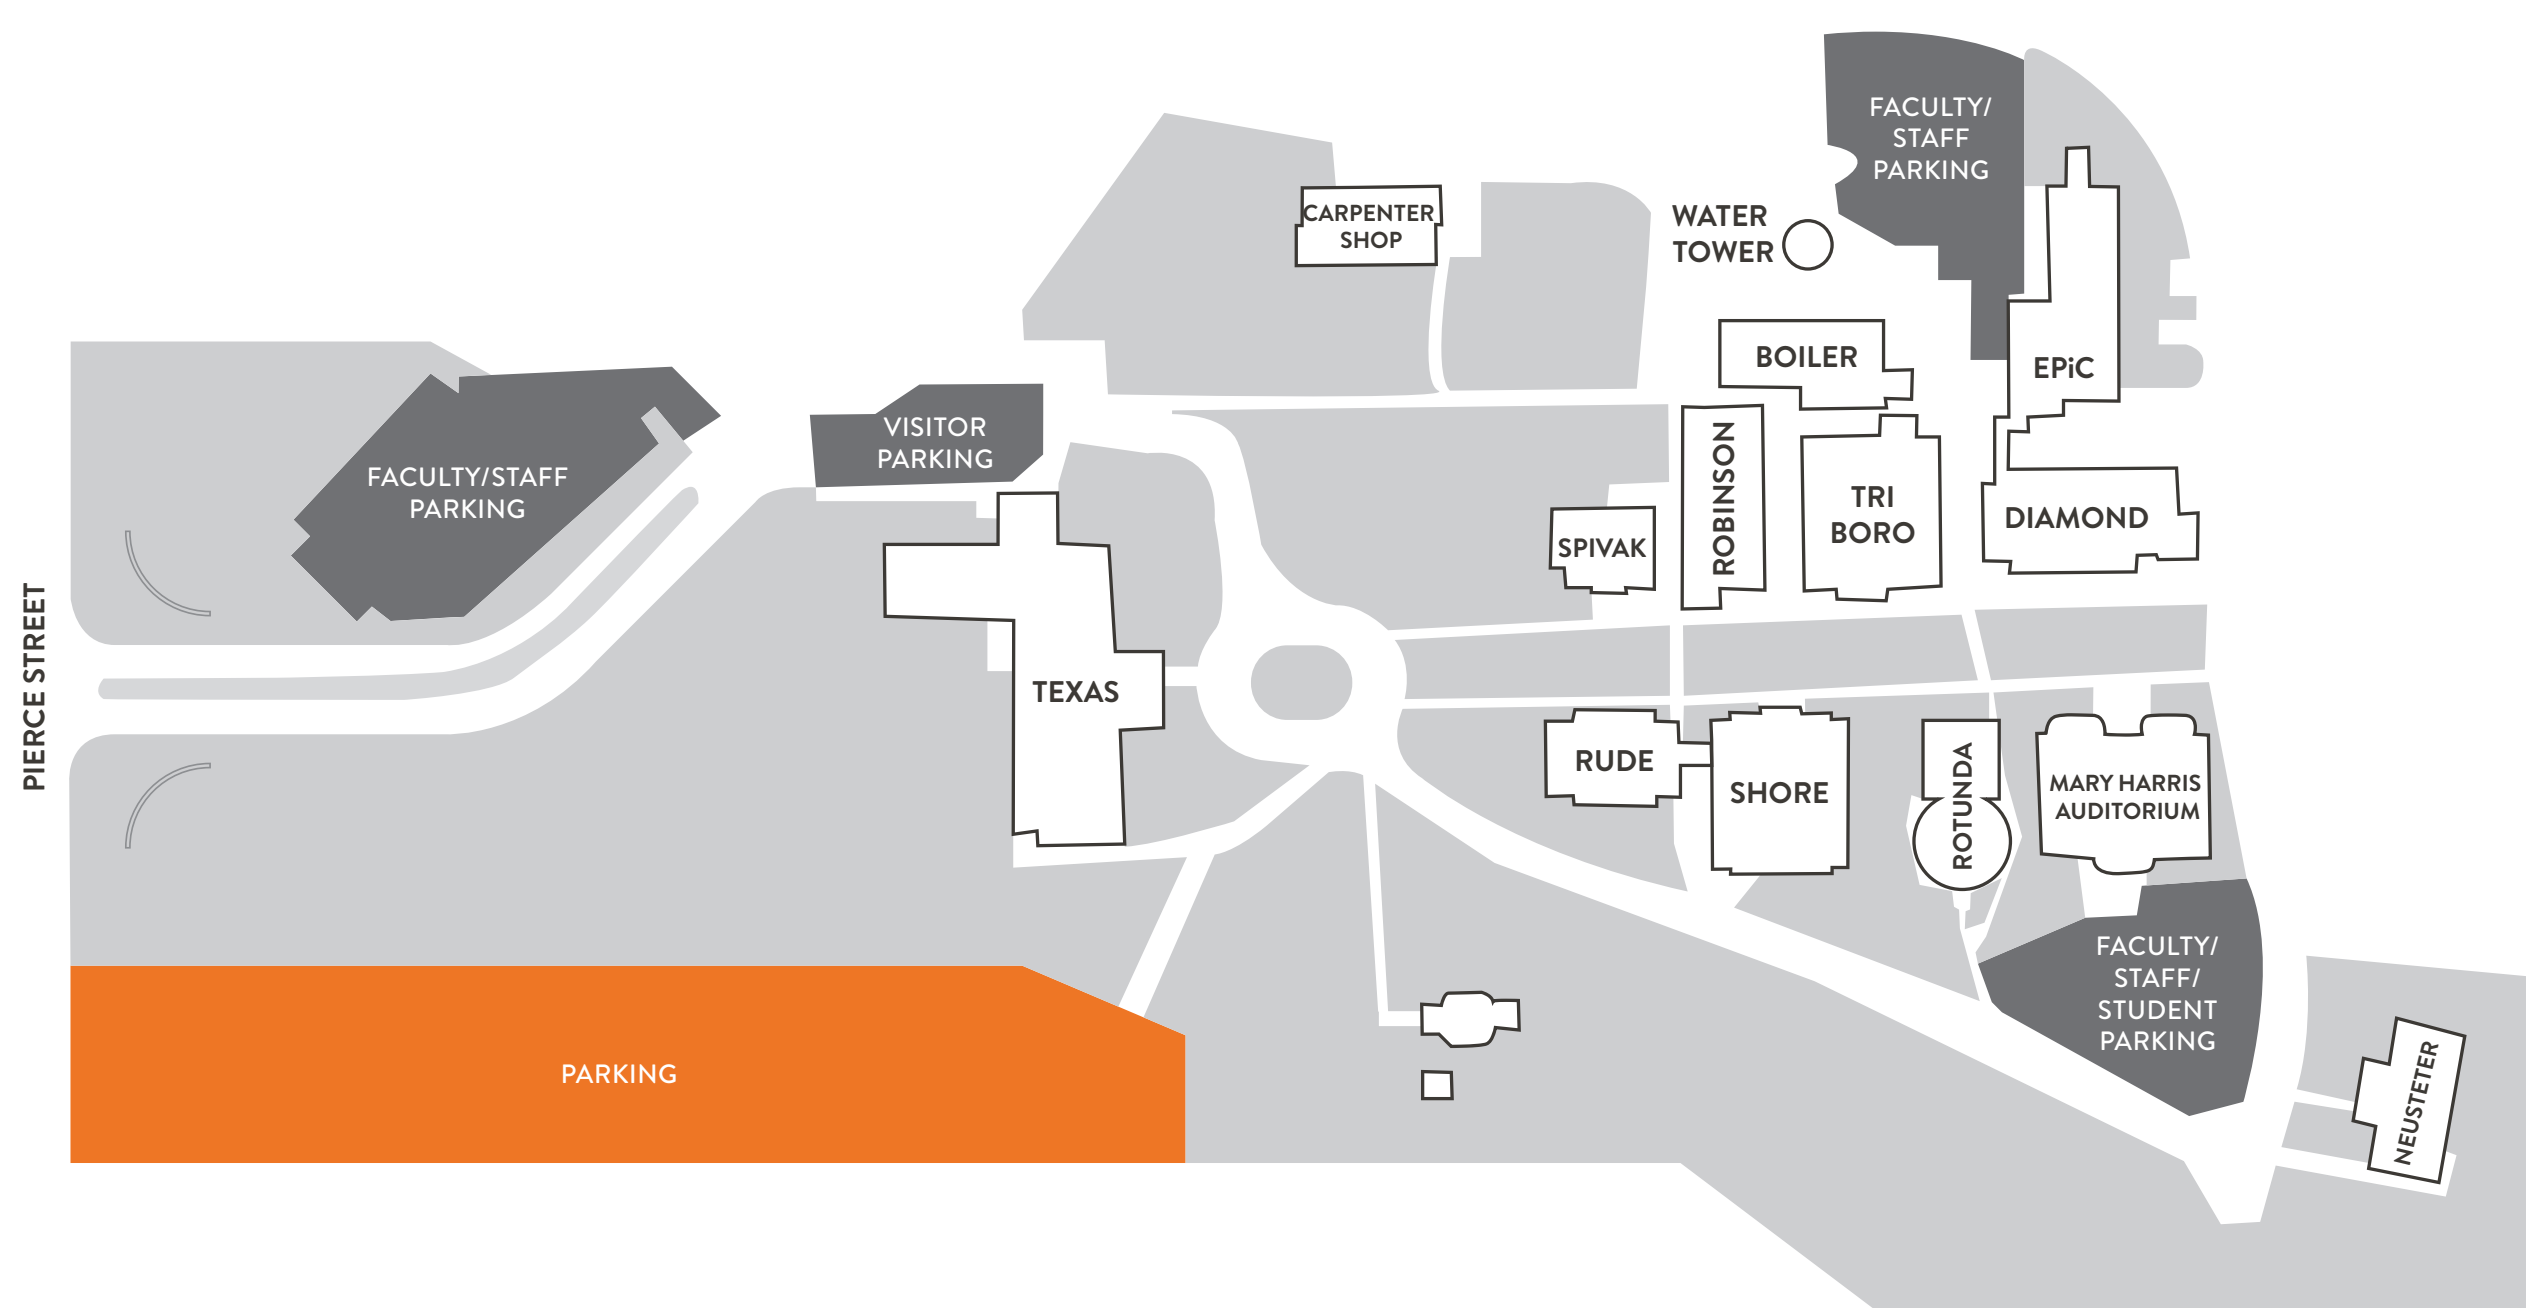 FACULTY/
STAFF
PARKING
CARPENTER
SHOP
WATER
TOWER
BOILER
EPiC
VISITOR
PARKING
FACULTY/STAFF
PARKING
ROBINSON
TRI
BORO
DIAMOND
SPIVAK
PIERCE STREET
TEXAS
RUDE
SHORE
ROTUNDA
MARY HARRIS
AUDITORIUM
FACULTY/
STAFF/
STUDENT
PARKING
PARKING
NEUSTETER